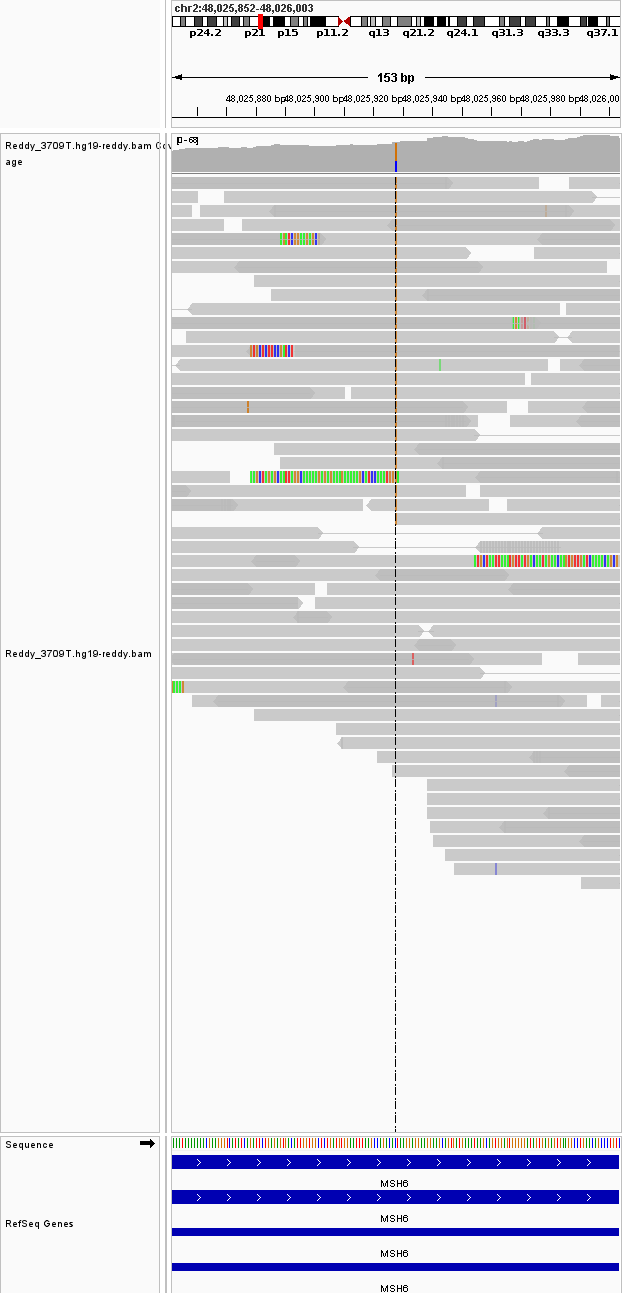 chr2:48,025,852-48,026,003
p24.2 p21 p15 p11.2 q13 q21.2 q24.1 q31.3 q33.3 q37.1
153 bp
48,025,880 bp 48,025,900 bp 48,025,920 bp 48,025,940 bp 48,025,960 bp 48,025,980 bp 48,026,00
Reddy_3709T.hg19-reddy.bam Cov
age
[0 - 68]
Reddy_3709T.hg19-reddy.bam
Sequence
MSH6
MSH6
RefSeq Genes
MSH6
MSH6